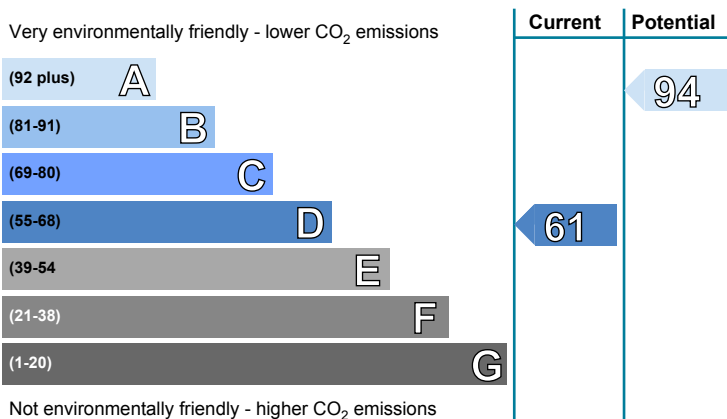 Very environmentally friendly - lower CO2 emissions
Current
Potential
(92 plus) A
94
(81-91) B
(69-80) C
(55-68) D
61
(39-54 E
(21-38) F
(1-20) G
Not environmentally friendly - higher CO2 emissions